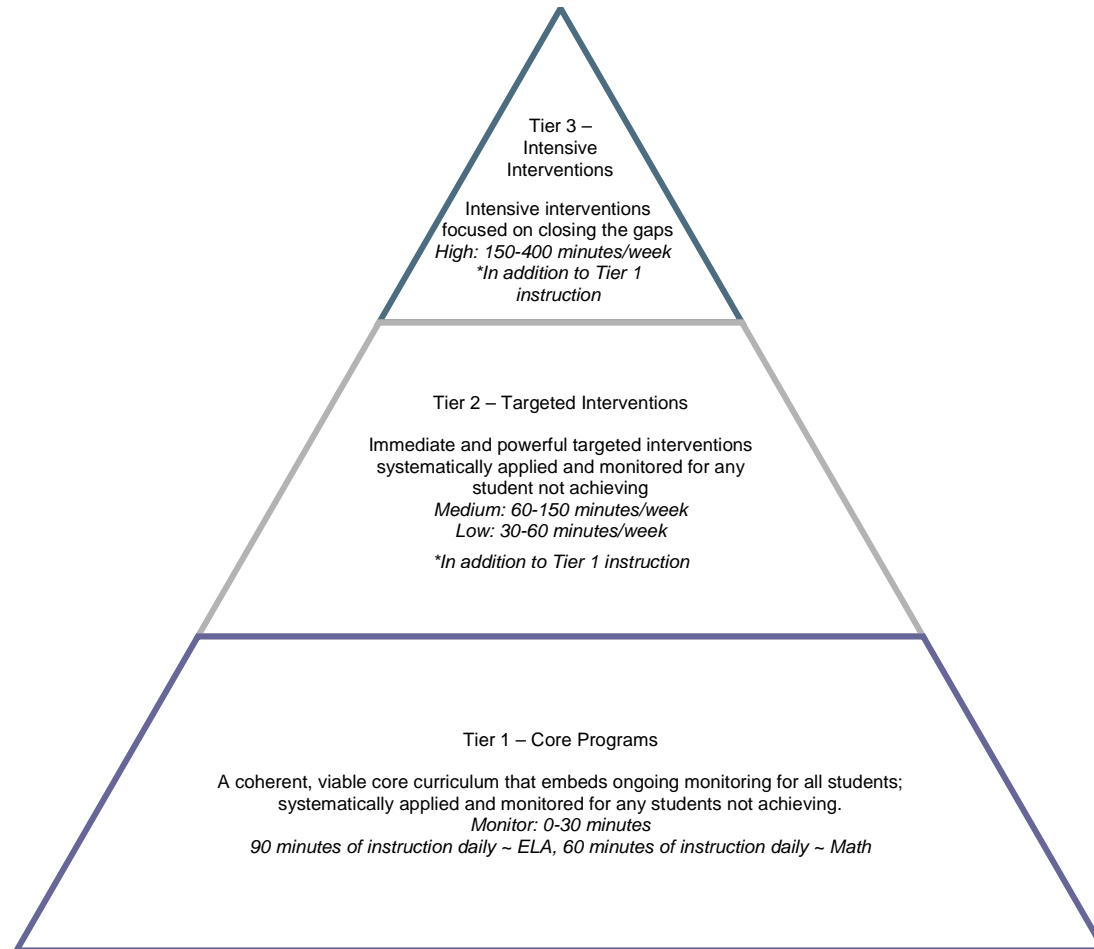 Tier 3 –
Intensive
Interventions
Intensive interventions
focused on closing the gaps
High: 150-400 minutes/week
*In addition to Tier 1
instruction
Tier 2 – Targeted Interventions
Immediate and powerful targeted interventions
systematically applied and monitored for any
student not achieving
Medium: 60-150 minutes/week
Low: 30-60 minutes/week
*In addition to Tier 1 instruction
Tier 1 – Core Programs
A coherent, viable core curriculum that embeds ongoing monitoring for all students;
systematically applied and monitored for any students not achieving.
Monitor: 0-30 minutes
90 minutes of instruction daily ~ ELA, 60 minutes of instruction daily ~ Math